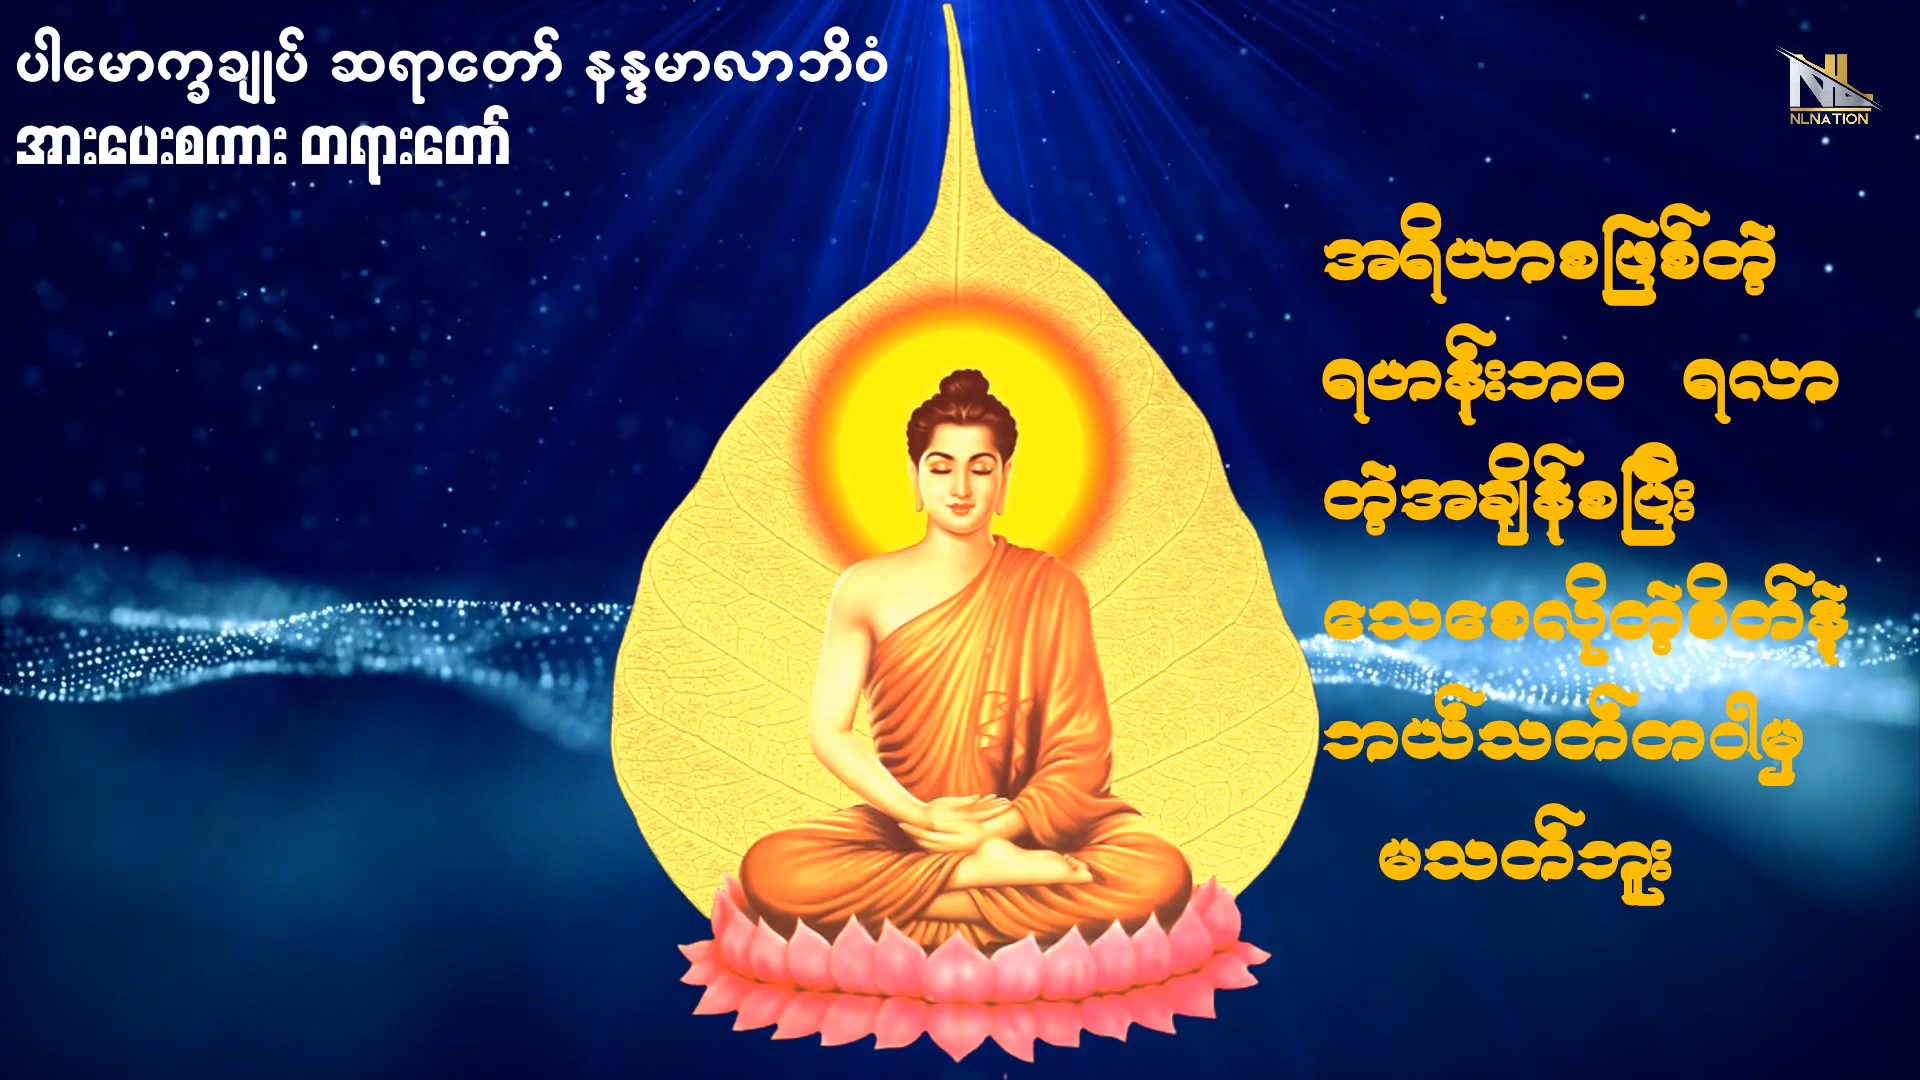 ပါမောက္ခချုပ် ဆရာတော် နန္ဒမာလာဘိဝံ
အားပေးစကား တရားတော်
NL
NLNATION
အရိယာစဖြစ်တဲ့
ရဟန်းဘဝ ရလာ
တဲ့အချိန်စပြီး
သေစေလိုတဲ့စိတ်နဲ့
ဘယ်သတ်တဝါမှ
မသတ်ဘူး